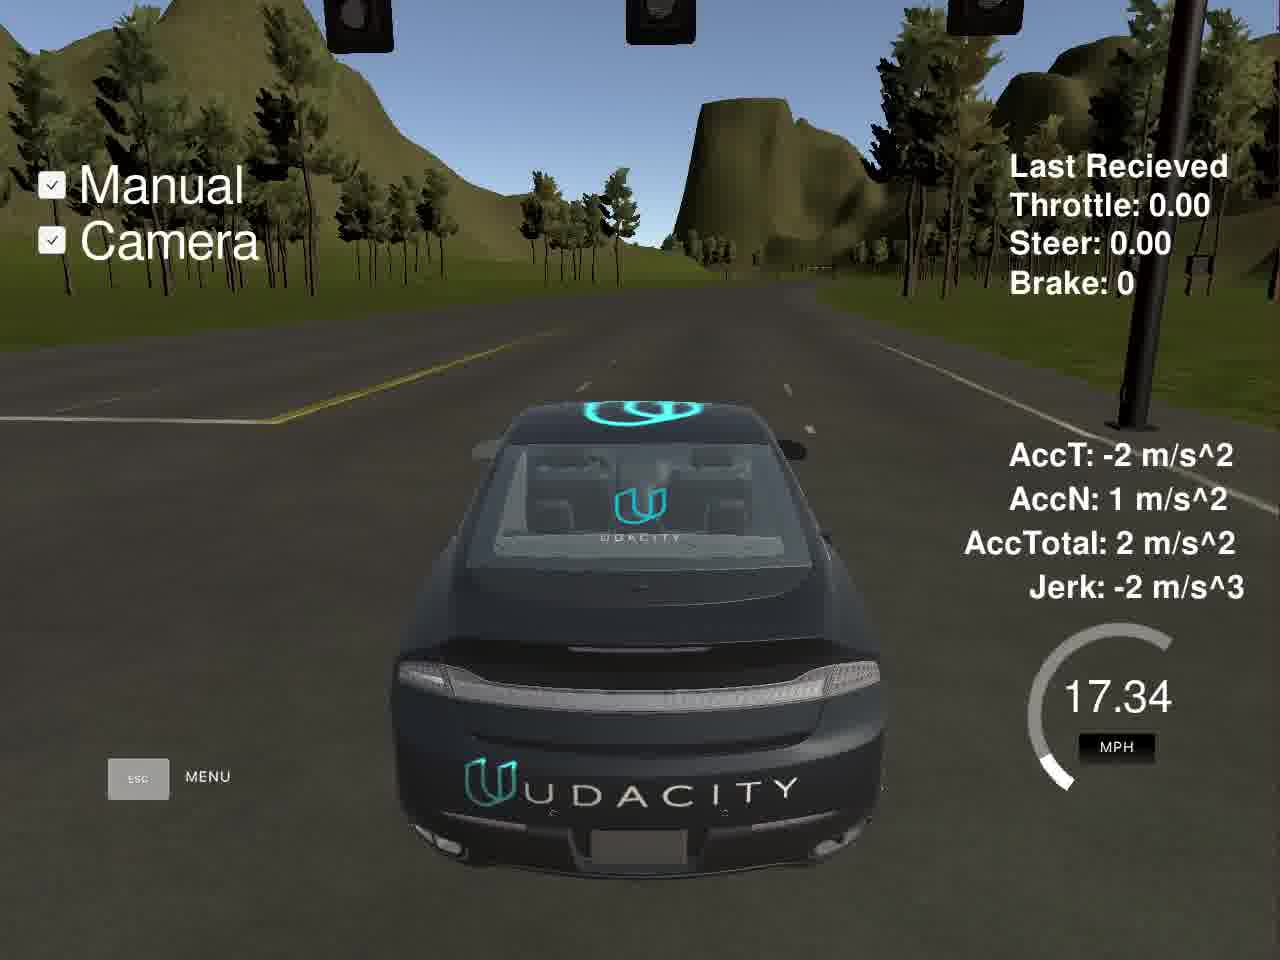 Manual
Camera
Last Recieved
Throttle: 0.00
Steer: 0.00
Brake: 0
AccT: -2 m/s^2
AccN: 1 m/s^2
AccTotal: 2 m/s^2
Jerk: -2 m/s^3
17.34
MPH
ESC MENU
UDACITY
UDACITY